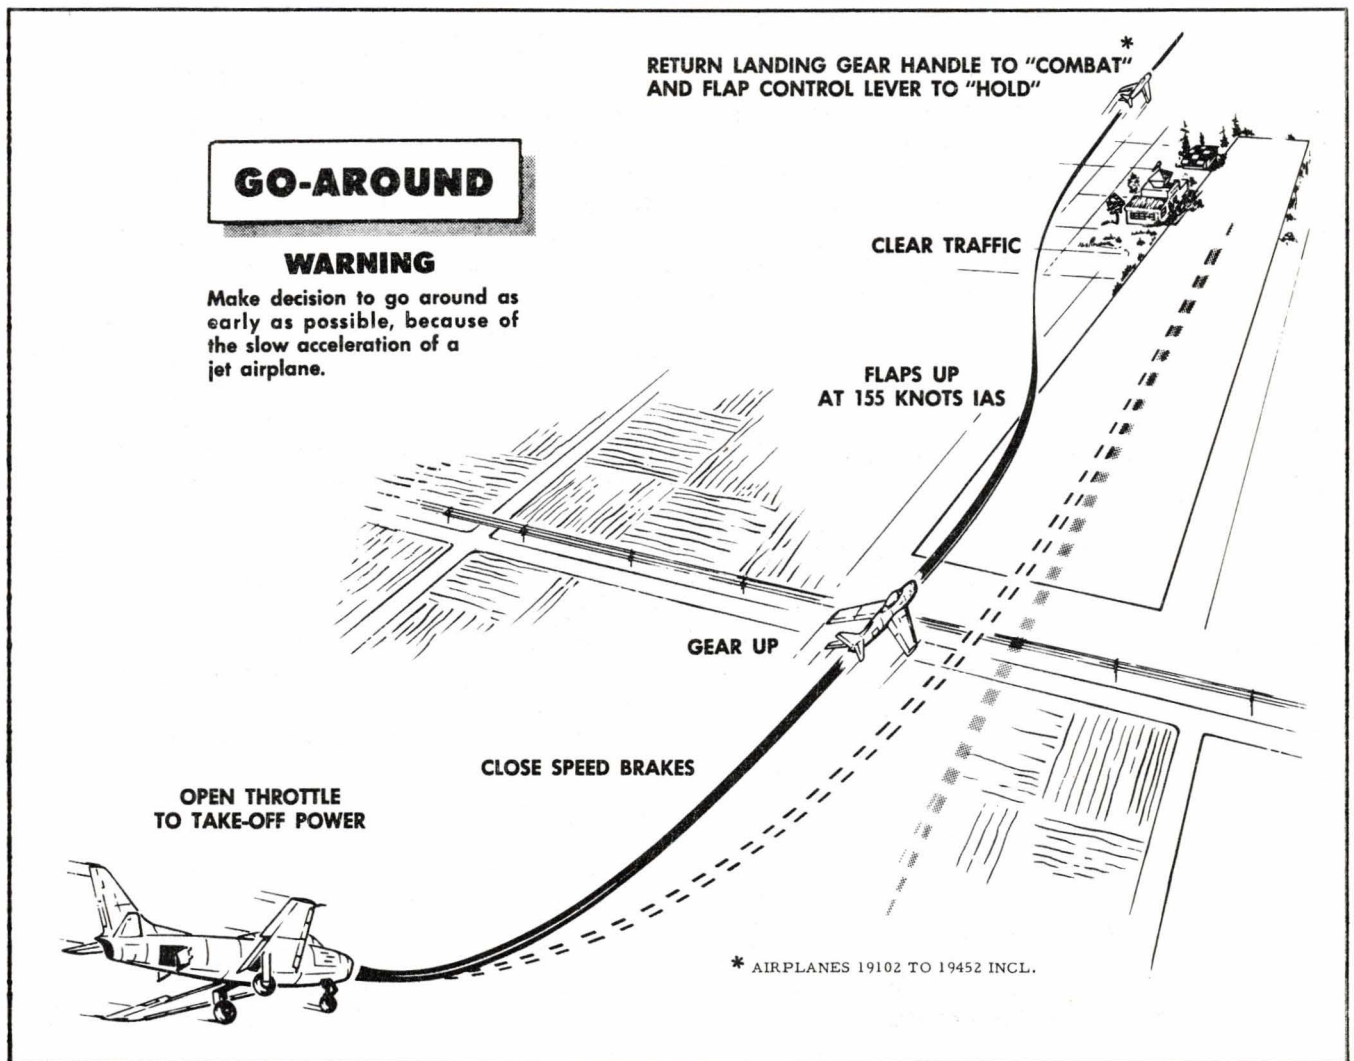 *
RETURN LANDING GEAR HANDLE TO "COMBAT"
AND FLAP CONTROL LEVER TO "HOLD"
GO-AROUND
WARNING
Make decision to go around as
early as possible, because of
the slow acceleration of a
jet airplane.
CLEAR TRAFFIC
FLAPS UP
AT 155 KNOTS IAS
GEAR UP
CLOSE SPEED BRAKES
OPEN THROTTLE
TO TAKE-OFF POWER
* AIRPLANES 19102 TO 19452 INCL.